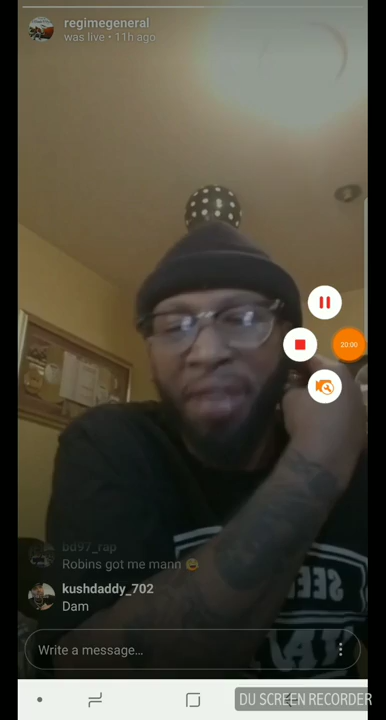 regimegeneral
was live • 11h ago
20:00
bd97_rap
Robins got me mann 😄
kushdaddy_702
Dam
Write a message...
DU SCREEN RECORDER